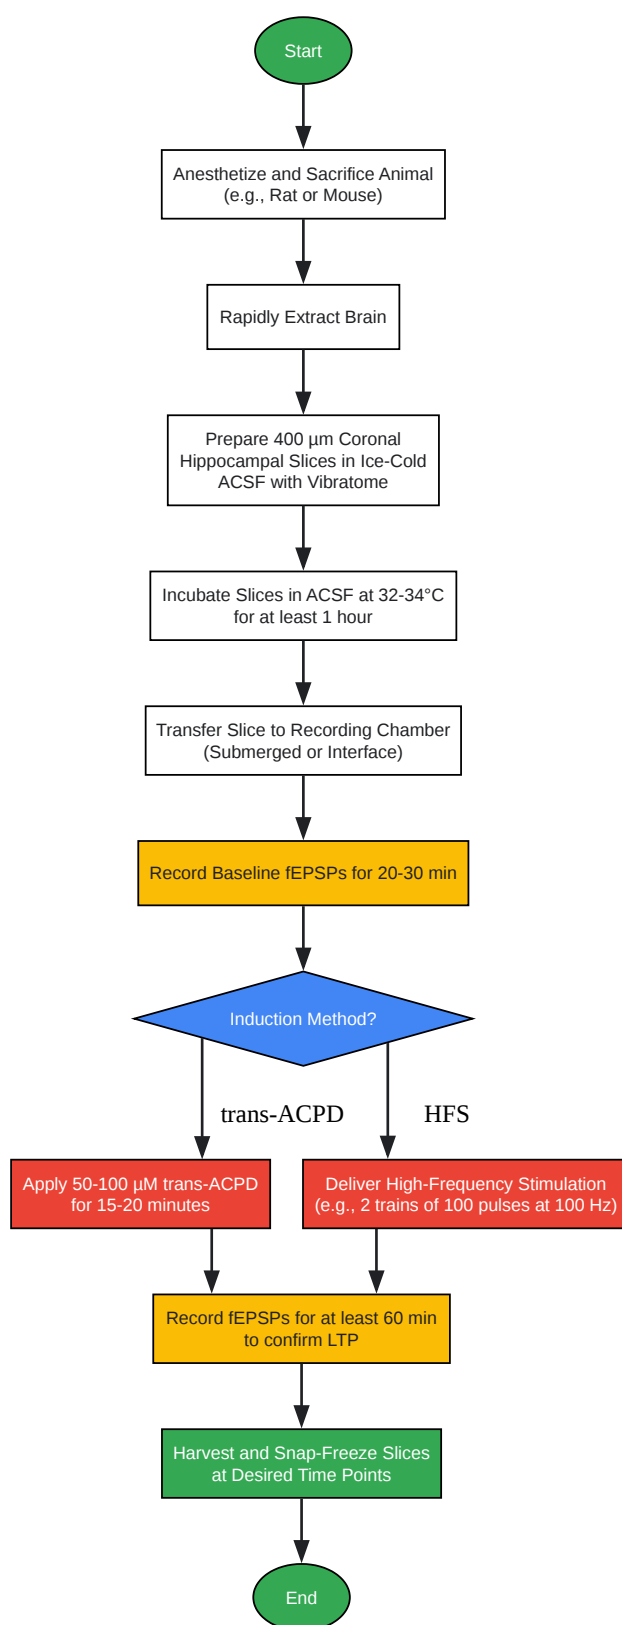 Start
Anesthetize and Sacrifice Animal
(e.g., Rat or Mouse)
Rapidly Extract Brain
Prepare 400 µm Coronal
Hippocampal Slices in Ice-Cold
ACSF with Vibratome
Incubate Slices in ACSF at 32-34°C
for at least 1 hour
Transfer Slice to Recording Chamber
(Submerged or Interface)
Record Baseline fEPSPs for 20-30 min
Induction Method?
trans-ACPD
HFS
Apply 50-100 µM trans-ACPD
for 15-20 minutes
Deliver High-Frequency Stimulation
(e.g., 2 trains of 100 pulses at 100 Hz)
Record fEPSPs for at least 60 min
to confirm LTP
Harvest and Snap-Freeze Slices
at Desired Time Points
End